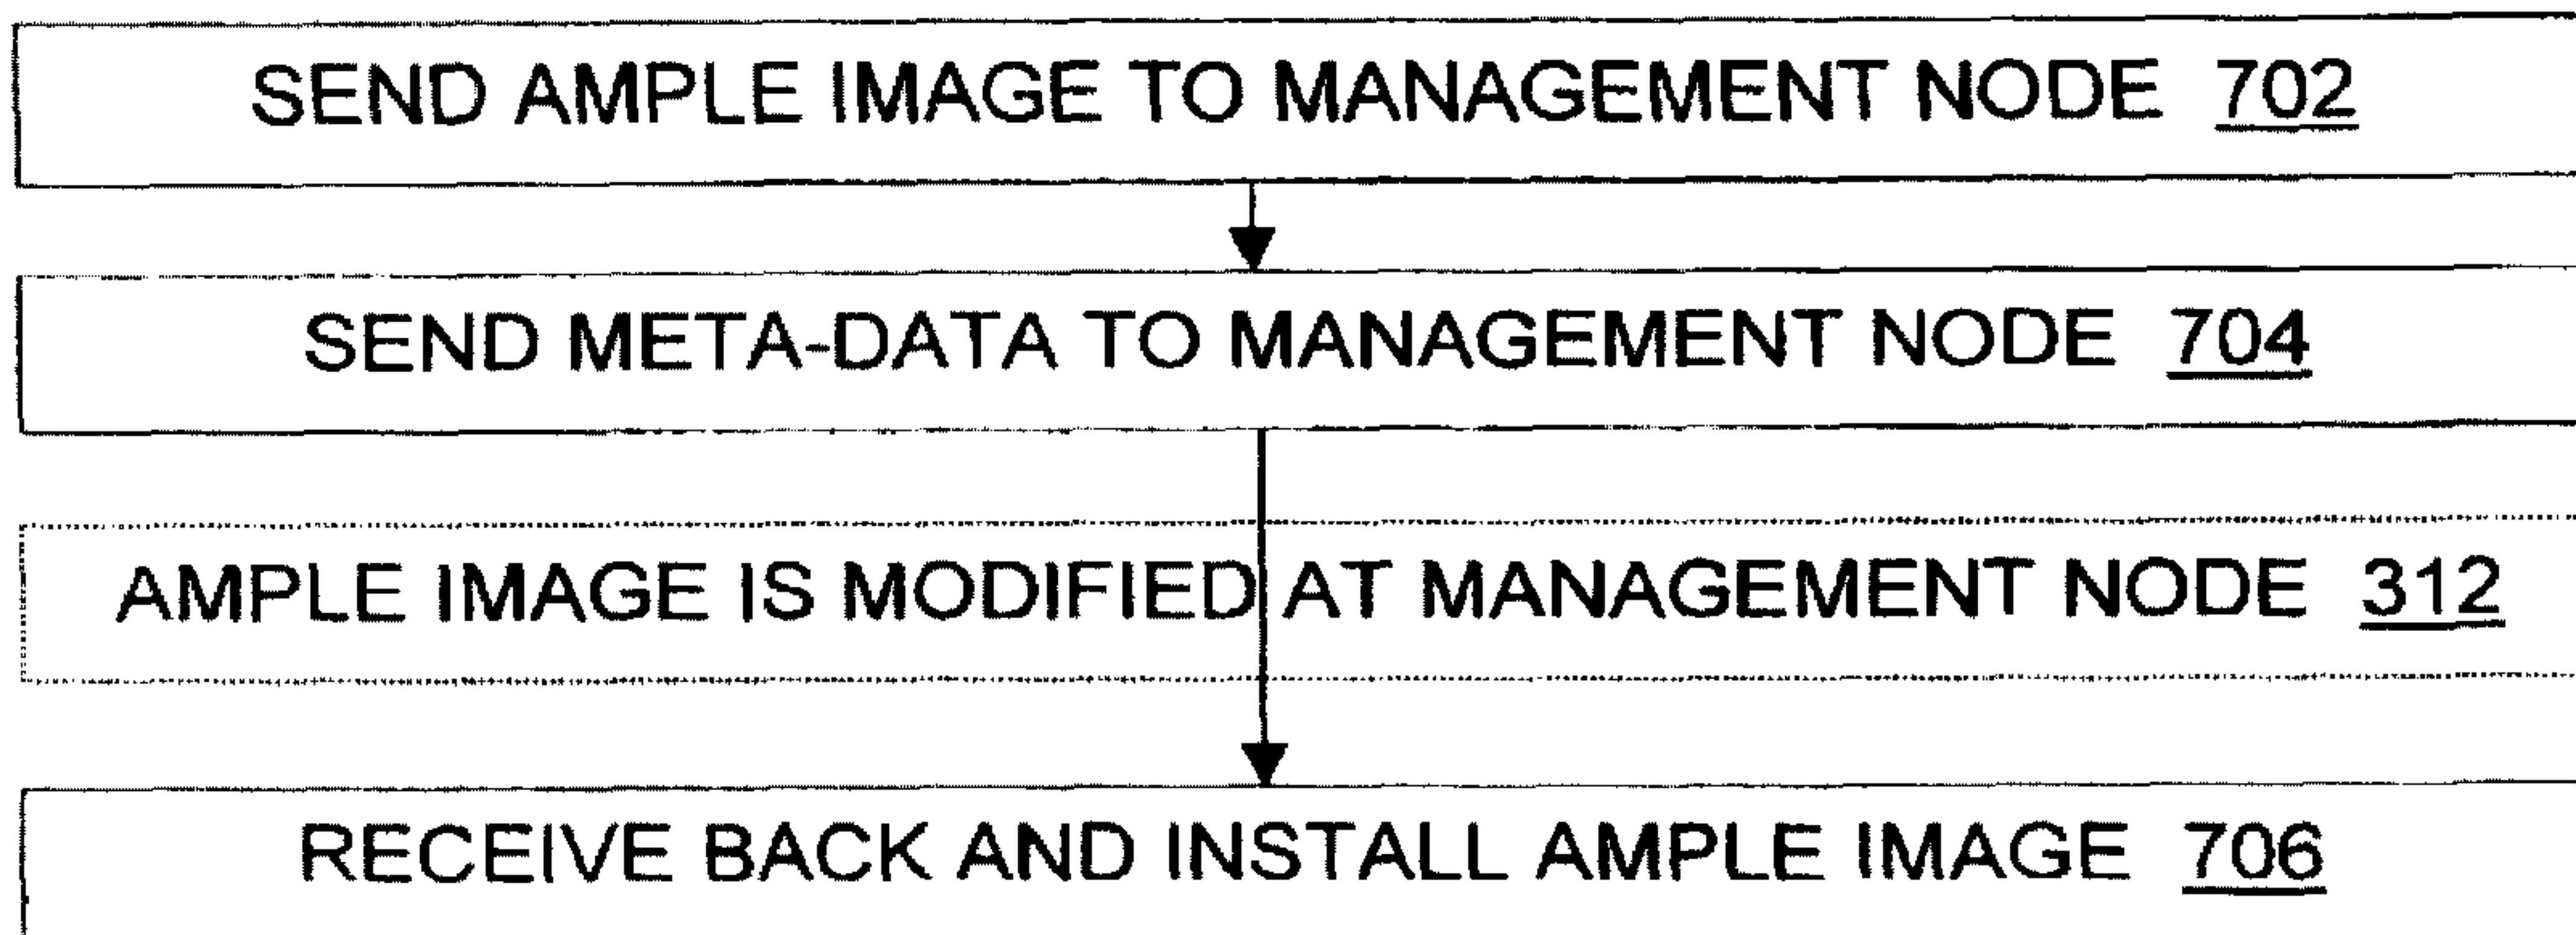 SEND AMPLE IMAGE TO MANAGEMENT NODE 702
SEND META-DATA TO MANAGEMENT NODE 704
AMPLE IMAGE IS MODIFIED AT MANAGEMENT NODE 312
RECEIVE BACK AND INSTALL AMPLE IMAGE 706